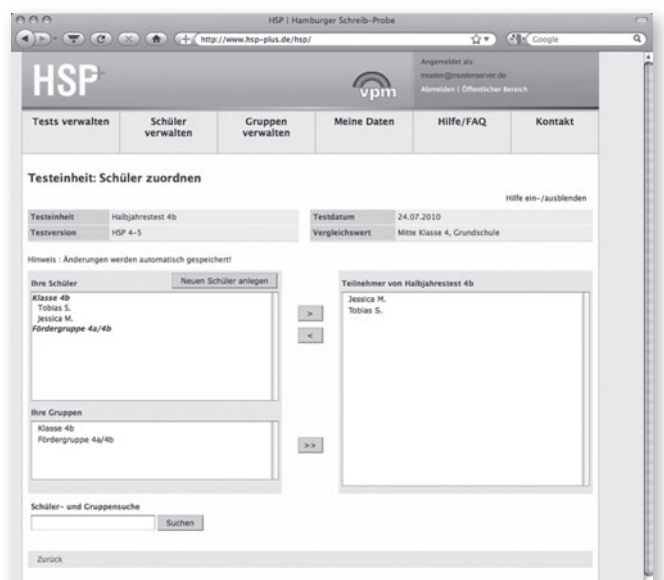 HSP | Hamburger Schreib-Probe
http://www.hsp-plus.de/hsp/
Google
HSP+
vpm
Angemeldet als:
muster@musterserver.de
Abmelden | Öffentlicher Bereich
Tests verwalten
Schüler verwalten
Gruppen verwalten
Meine Daten
Hilfe/FAQ
Kontakt
Testeinheit: Schüler zuordnen
Hilfe ein-/ausblenden
Testeinheit Halbjahrestest 4b Testdatum 24.07.2010
Testversion HSP 4-5 Vergleichswert Mitte Klasse 4, Grundschule
Hinweis : Änderungen werden automatisch gespeichert!
Ihre Schüler
Neuen Schüler anlegen
Klasse 4b
Tobias S.
Jessica M.
Fördergruppe 4a/4b
>
<
Teilnehmer von Halbjahrestest 4b
Jessica M.
Tobias S.
Ihre Gruppen
Klasse 4b
Fördergruppe 4a/4b
>>
Schüler- und Gruppensuche
Suchen
Zurück